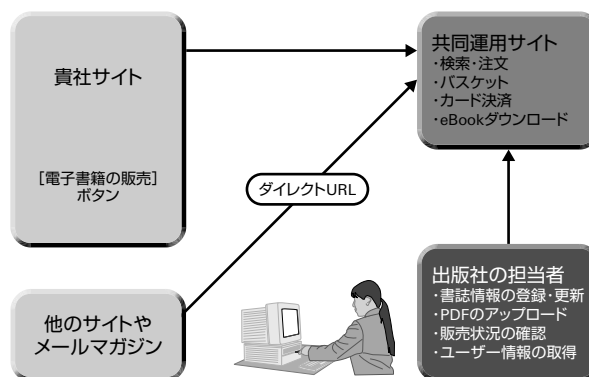 貴社サイト
［電子書籍の販売］
ボタン
共同運用サイト
・検索・注文
・バスケット
・カード決済
・eBookダウンロード
ダイレクトURL
他のサイトや
メールマガジン
出版社の担当者
・書誌情報の登録・更新
・PDFのアップロード
・販売状況の確認
・ユーザー情報の取得